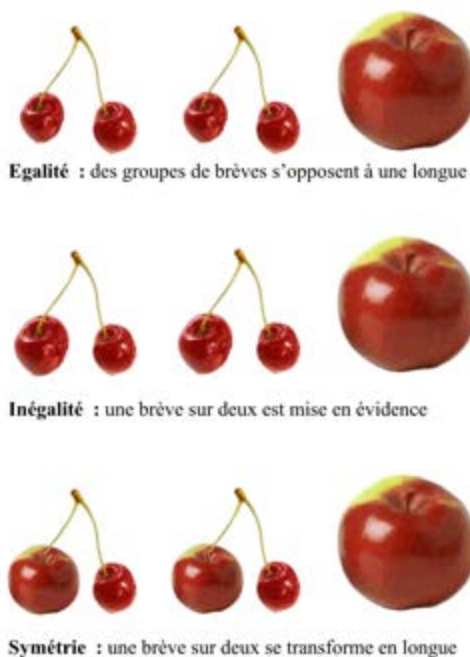 Egalité : des groupes de brèves s'opposent à une longue
Inégalité : une brève sur deux est mise en évidence
Symétrie : une brève sur deux se transforme en longue